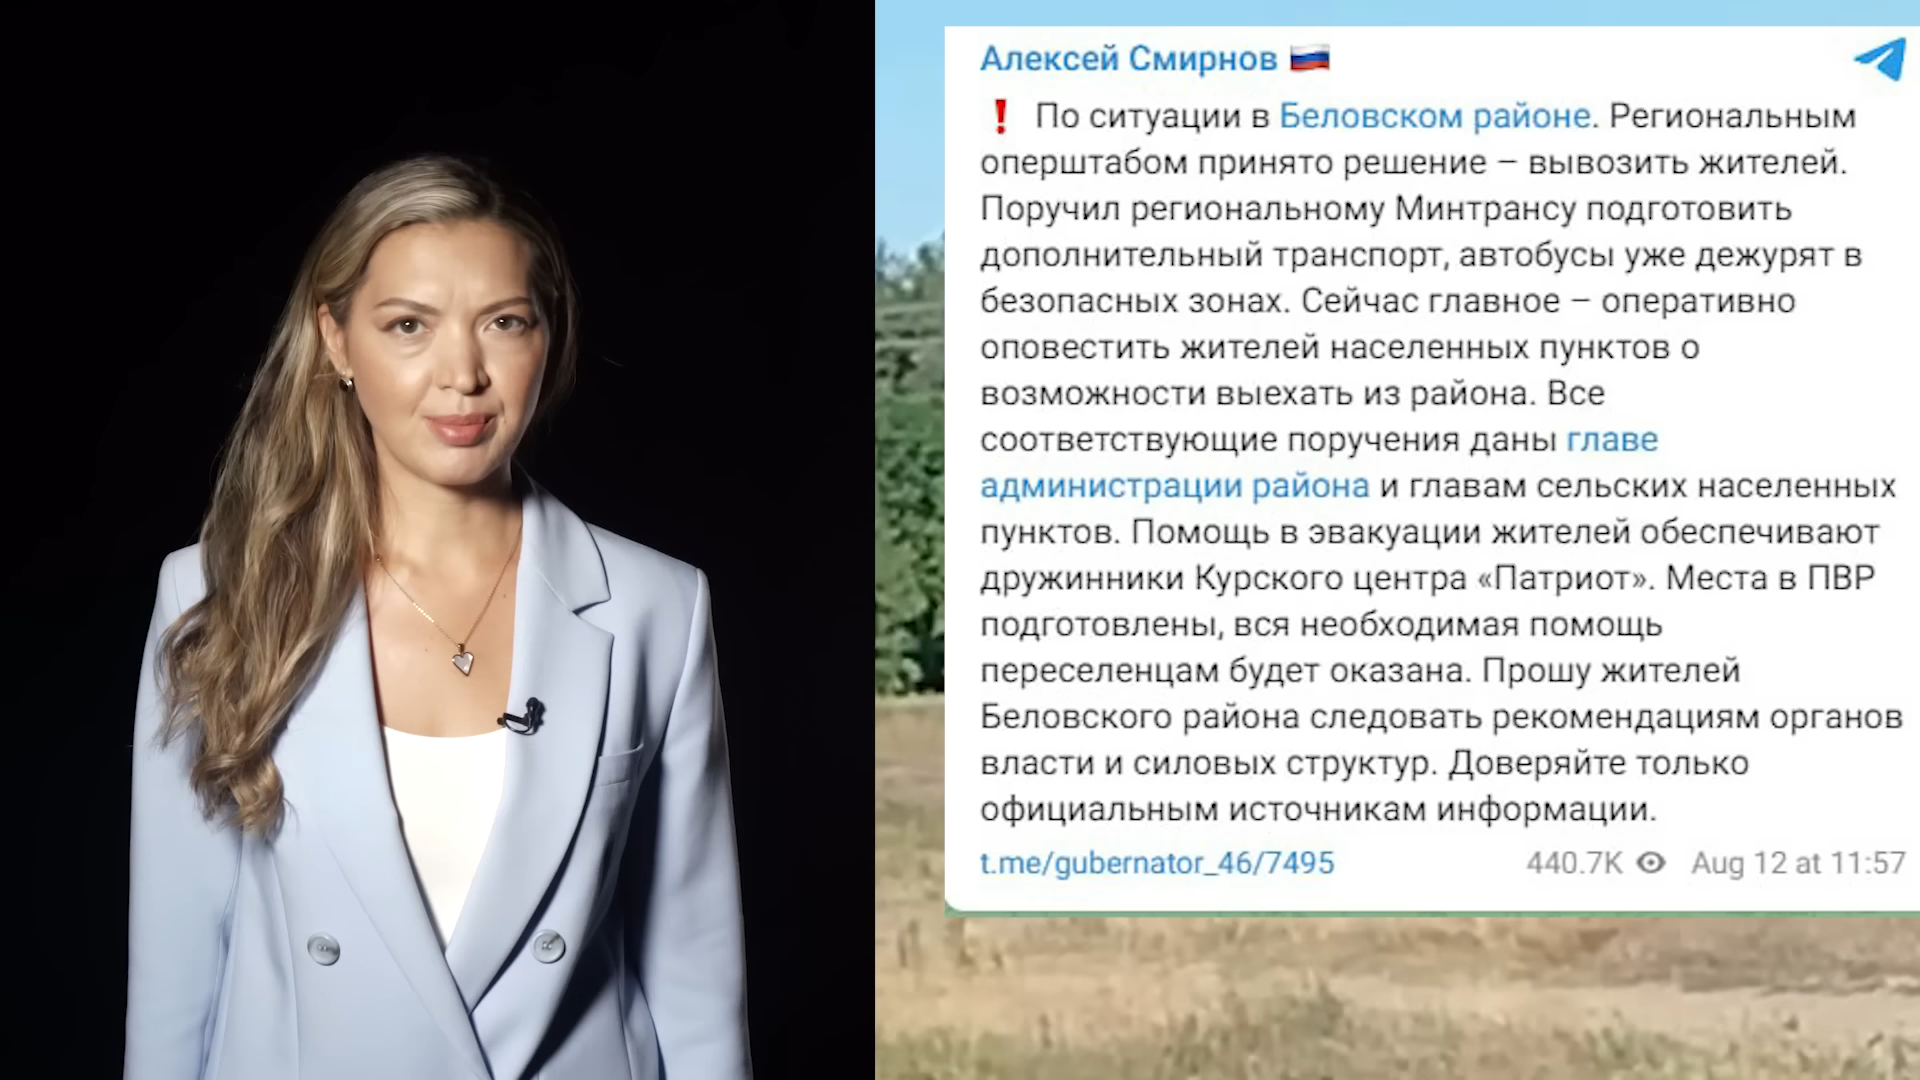 Алексей Смирнов 🇷🇺
❗ По ситуации в Беловском районе. Региональным
оперштабом принято решение – вывозить жителей.
Поручил региональному Минтрансу подготовить
дополнительный транспорт, автобусы уже дежурят в
безопасных зонах. Сейчас главное – оперативно
оповестить жителей населенных пунктов о
возможности выехать из района. Все
соответствующие поручения даны главе
администрации района и главам сельских населенных
пунктов. Помощь в эвакуации жителей обеспечивают
дружинники Курского центра «Патриот». Места в ПВР
подготовлены, вся необходимая помощь
переселенцам будет оказана. Прошу жителей
Беловского района следовать рекомендациям органов
власти и силовых структур. Доверяйте только
официальным источникам информации.
t.me/gubernator_46/7495 440.7K Aug 12 at 11:57